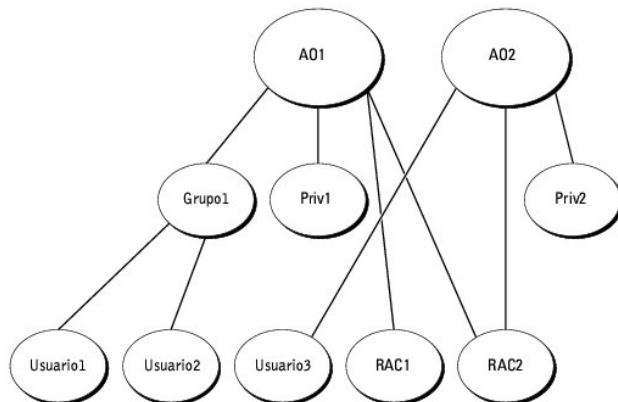 AO1
AO2
Grupo1
Priv1
Priv2
Usuario1
Usuario2
Usuario3
RAC1
RAC2